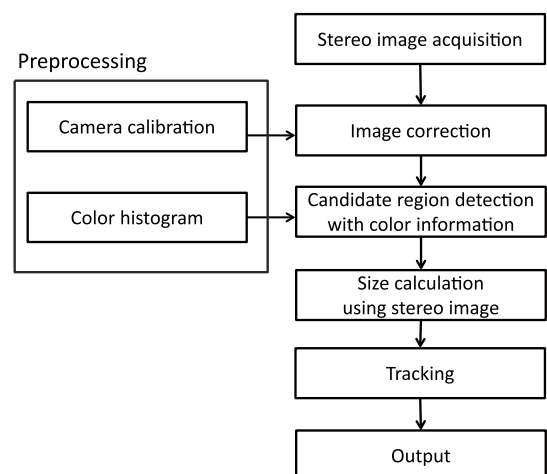 Stereo image acquisition
Preprocessing
Camera calibration
Image correction
Color histogram
Candidate region detection
with color information
Size calculation
using stereo image
Tracking
Output